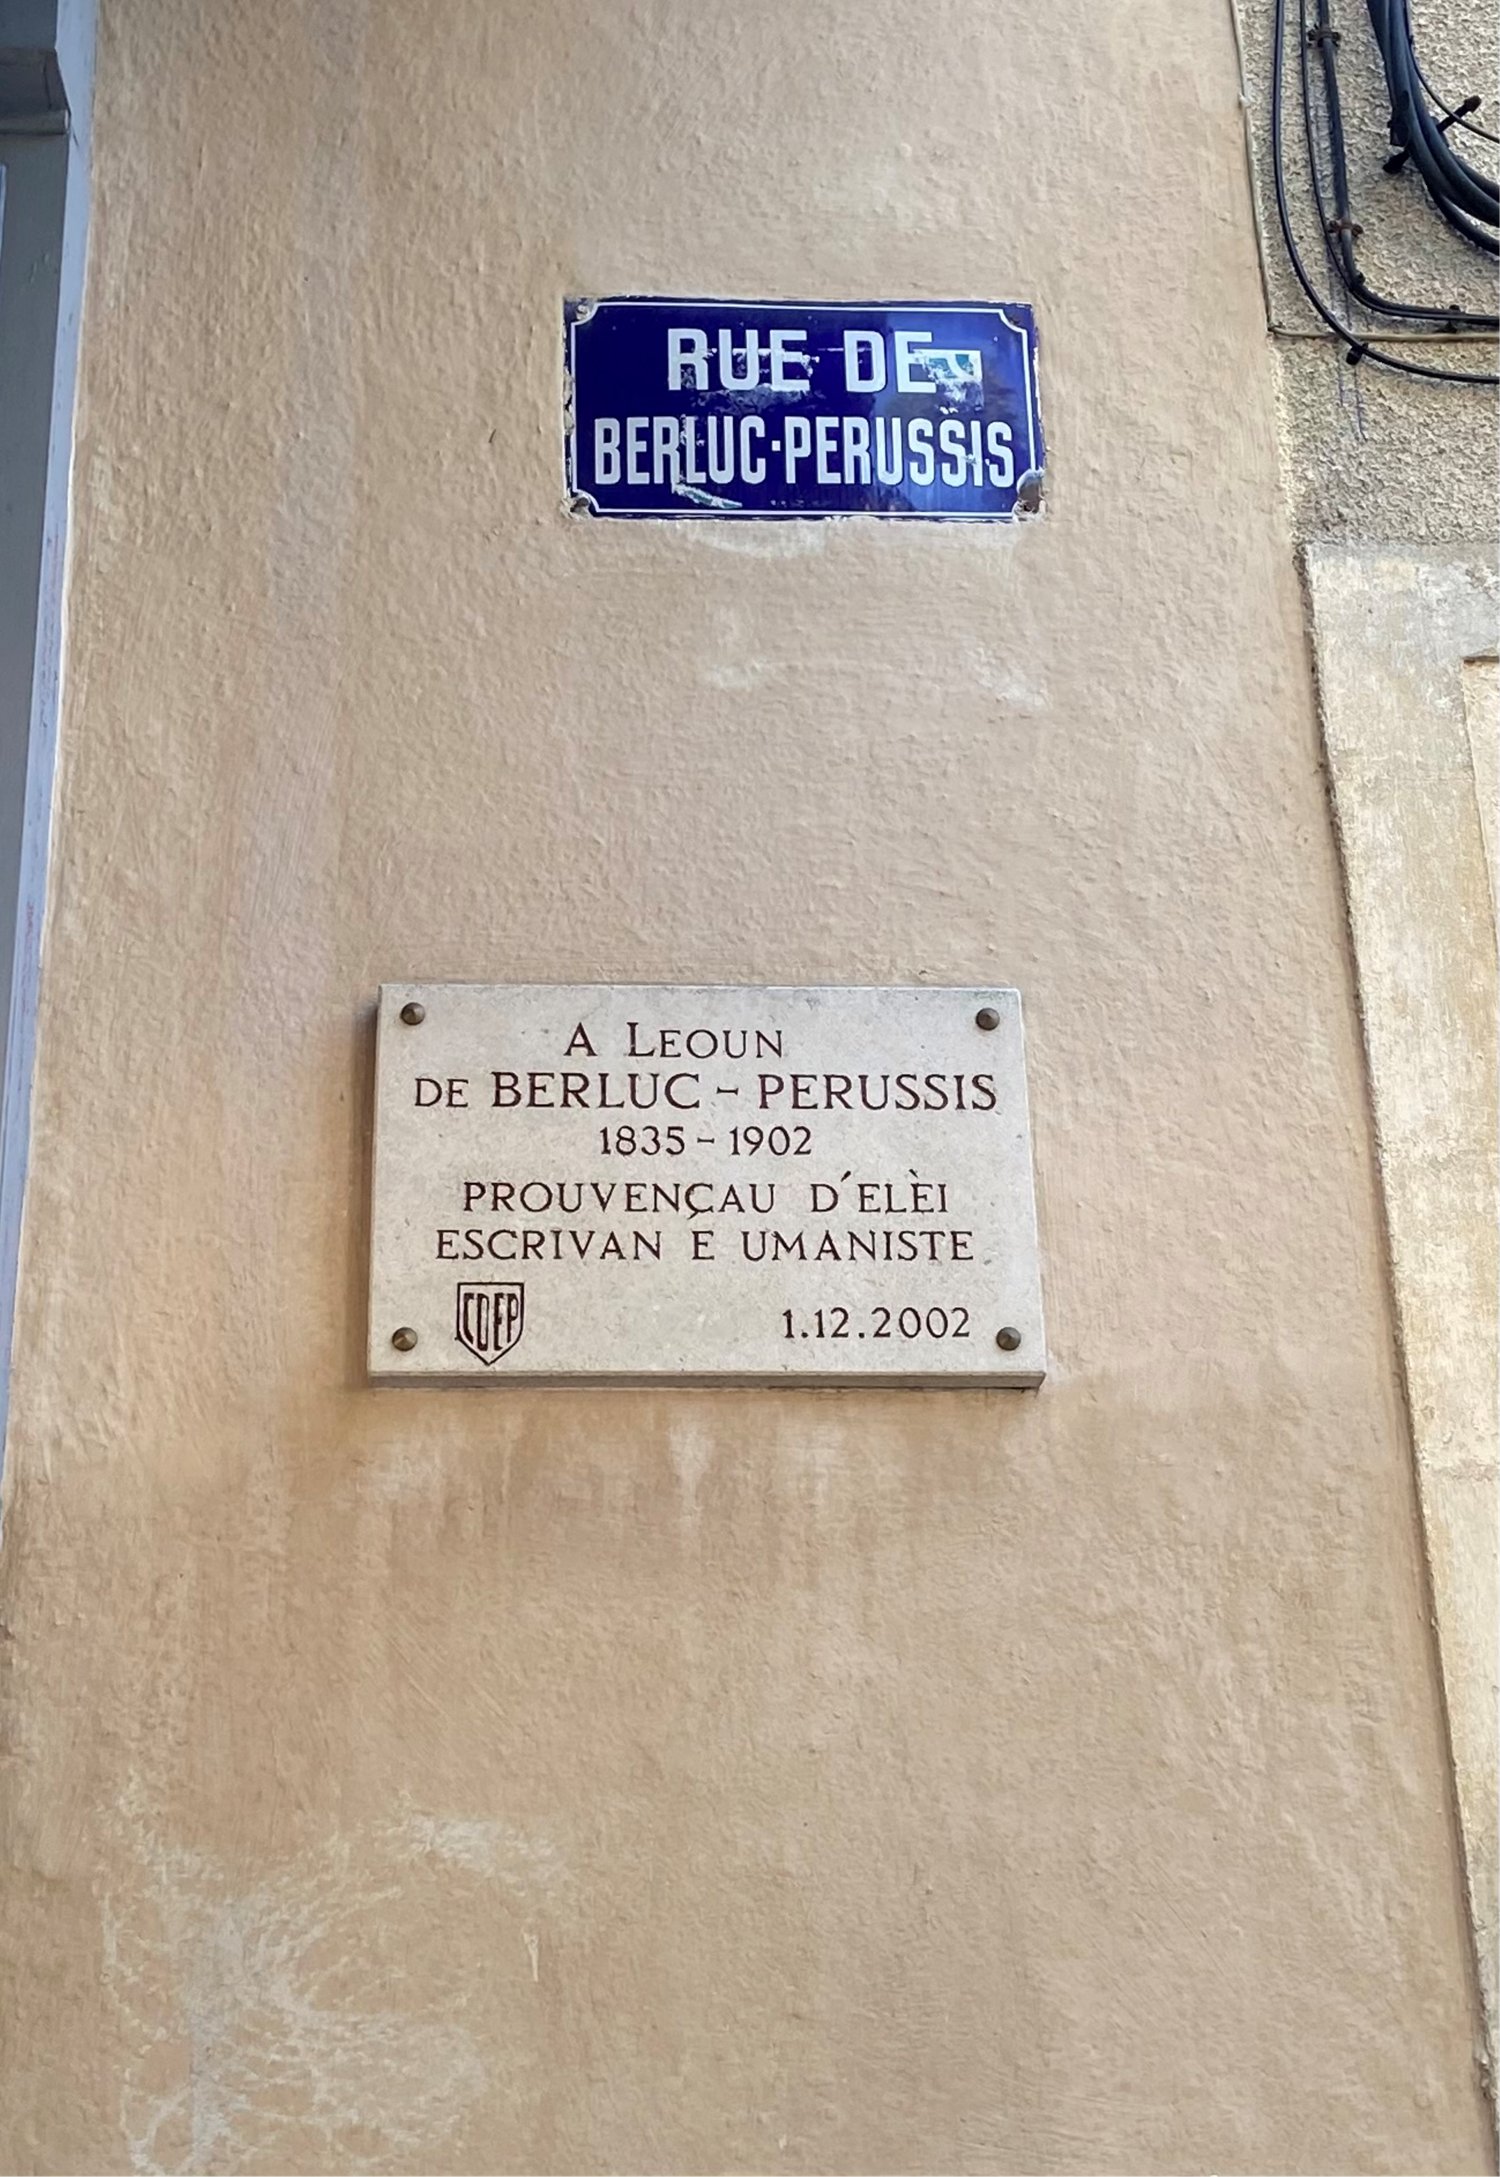 RUE DE
BERLUC-PERUSSIS
A LEOUN
DE BERLUC - PERUSSIS
1835 - 1902
PROUVENÇAU D'ELÈI
ESCRIVAN E UMANISTE
CDEP
1.12.2002